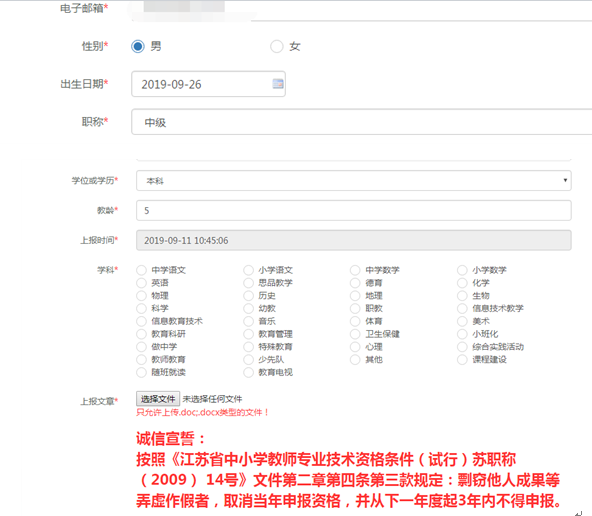 电子邮箱*
性别* 男 女
出生日期* 2019-09-26
职称* 中级
学位或学历* 本科
教龄* 5
上报时间* 2019-09-11 10:45:06
学科* 中学语文 小学语文 中学数学 小学数学
英语 思品教学 德育 化学
物理 历史 地理 生物
科学 幼教 职教 信息技术教学
信息教育技术 音乐 体育 美术
教育科研 教育管理 卫生保健 小班化
做中学 特殊教育 心理 综合实践活动
教师教育 少先队 其他 课程建设
随班就读 教育电视
上报文章* 选择文件 未选择任何文件
只允许上传.doc;.docx类型的文件！
诚信宣誓：
按照《江苏省中小学教师专业技术资格条件（试行）苏职称
（2009） 14号》文件第二章第四条第三款规定：剽窃他人成果等
弄虚作假者，取消当年申报资格，并从下一年度起3年内不得申报。